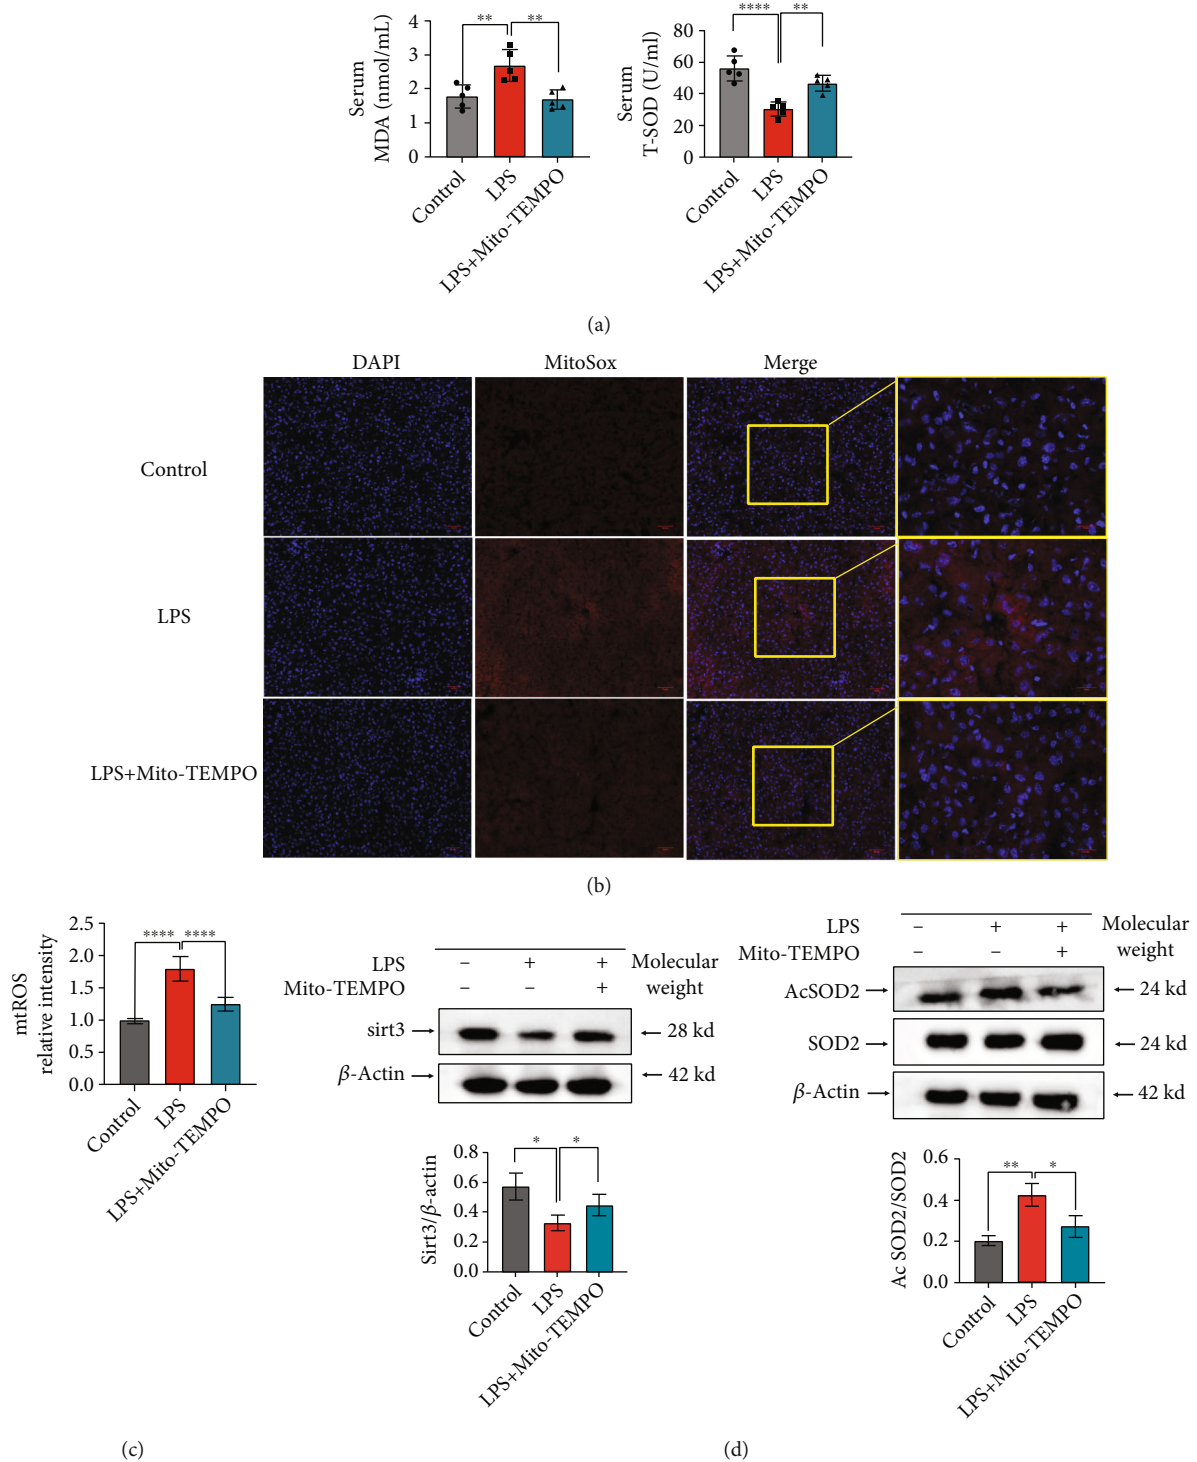 ** **
4
3
2
1
0
Serum
MDA (nmol/mL)
Control
LPS
LPS+Mito-TEMPO
**** **
80
60
40
20
0
Serum
T-SOD (U/ml)
Control
LPS
LPS+Mito-TEMPO
(a)
DAPI MitoSox Merge
Control
LPS
LPS+Mito-TEMPO
(b)
**** ****
2.5
2.0
1.5
1.0
0.5
0.0
mtROS
relative intensity
Control
LPS
LPS+Mito-TEMPO
(c)
LPS − + + Molecular
Mito-TEMPO − + weight
sirt3 28 kd
β-Actin 42 kd
* *
0.8
0.6
0.4
0.2
0.0
Sirt3/β-actin
Control
LPS
LPS+Mito-TEMPO
LPS − + + Molecular
Mito-TEMPO + weight
AcSOD2 24 kd
SOD2 24 kd
β-Actin 42 kd
** *
0.6
0.4
0.2
0.0
Ac SOD2/SOD2
Control
LPS
LPS+Mito-TEMPO
(d)